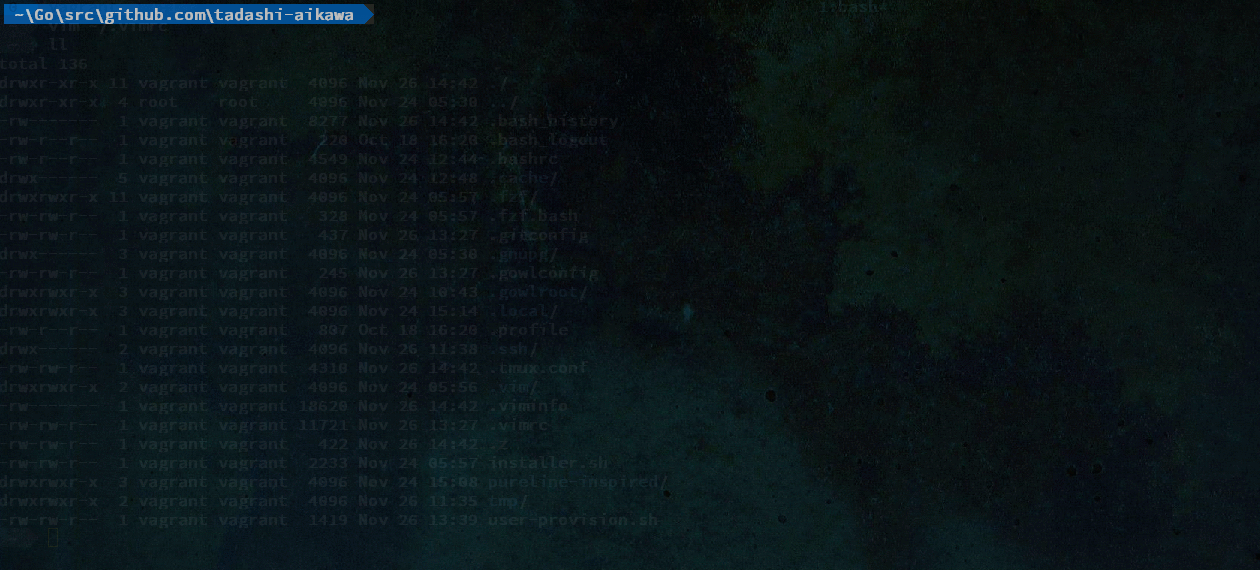 ~\Go\src\github.com\tadashi-aikawa
1:bash*
vim ~/.vimrc
~ ll
total 136
drwxr-xr-x 11 vagrant vagrant 4096 Nov 26 14:42 ./
drwxr-xr-x 4 root root 4096 Nov 24 05:30 ../
-rw------- 1 vagrant vagrant 8277 Nov 26 14:42 .bash_history
-rw-r--r-- 1 vagrant vagrant 220 Oct 18 16:20 .bash_logout
-rw-r--r-- 1 vagrant vagrant 4549 Nov 24 12:44 .bashrc
drwx------ 5 vagrant vagrant 4096 Nov 24 12:48 .cache/
drwxrwxr-x 11 vagrant vagrant 4096 Nov 24 05:57 .fzf/
-rw-rw-r-- 1 vagrant vagrant 328 Nov 24 05:57 .fzf.bash
-rw-rw-r-- 1 vagrant vagrant 437 Nov 26 13:27 .gitconfig
drwx------ 3 vagrant vagrant 4096 Nov 24 05:30 .gnupg/
-rw-rw-r-- 1 vagrant vagrant 245 Nov 26 13:27 .gowlconfig
drwxrwxr-x 3 vagrant vagrant 4096 Nov 24 10:43 .gowlroot/
drwxrwxr-x 3 vagrant vagrant 4096 Nov 24 15:14 .local/
-rw-r--r-- 1 vagrant vagrant 807 Oct 18 16:20 .profile
drwx------ 2 vagrant vagrant 4096 Nov 26 11:30 .ssh/
-rw-rw-r-- 1 vagrant vagrant 4310 Nov 26 14:42 .tmux.conf
drwxrwxr-x 2 vagrant vagrant 4096 Nov 24 05:56 .vim/
-rw------- 1 vagrant vagrant 18620 Nov 26 14:42 .viminfo
-rw-rw-r-- 1 vagrant vagrant 11721 Nov 26 13:27 .vimrc
-rw-rw-r-- 1 vagrant vagrant 422 Nov 26 14:42 .z
-rw-rw-r-- 1 vagrant vagrant 2233 Nov 24 05:57 installer.sh
drwxrwxr-x 3 vagrant vagrant 4096 Nov 24 15:08 pureline-inspired/
drwxrwxr-x 2 vagrant vagrant 4096 Nov 26 11:35 tmp/
-rw-rw-r-- 1 vagrant vagrant 1419 Nov 26 13:39 user-provision.sh